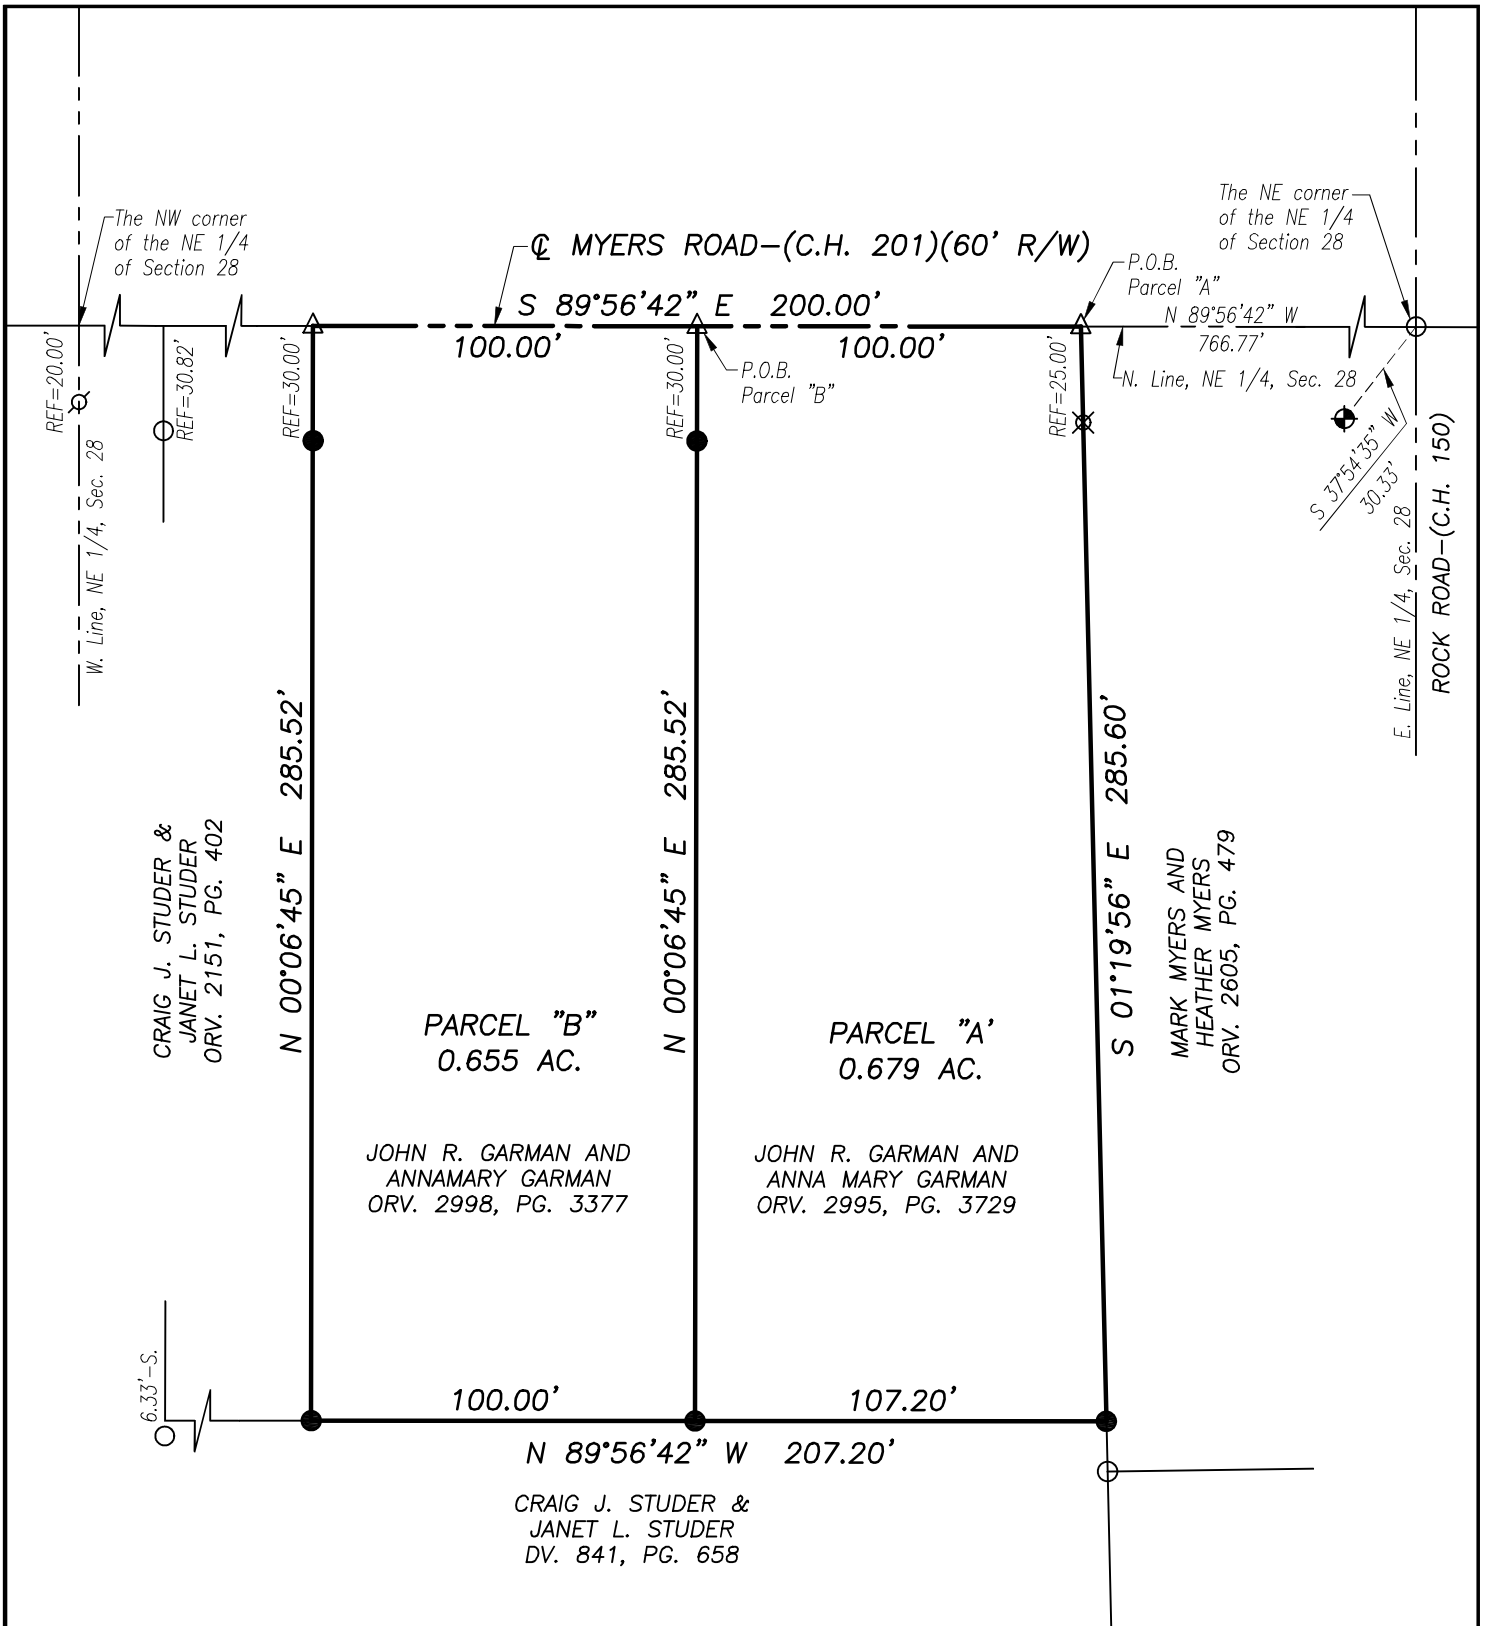 The NW corner
of the NE 1/4
of Section 28
The NE corner
of the NE 1/4
of Section 28
℄ MYERS ROAD-(C.H. 201)(60' R/W)
P.O.B.
Parcel "A"
S 89°56'42" E 200.00'
N 89°56'42" W
766.77'
100.00'
100.00'
P.O.B.
Parcel "B"
N. Line, NE 1/4, Sec. 28
REF=20.00'
REF=30.82'
REF=30.00'
REF=30.00'
REF=25.00'
S 37°54'35" W
30.33'
W. Line, NE 1/4, Sec. 28
E. Line, NE 1/4, Sec. 28
ROCK ROAD-(C.H. 150)
N 00°06'45" E 285.52'
N 00°06'45" E 285.52'
S 01°19'56" E 285.60'
CRAIG J. STUDER &
JANET L. STUDER
ORV. 2151, PG. 402
MARK MYERS AND
HEATHER MYERS
ORV. 2605, PG. 479
PARCEL "B"
0.655 AC.
PARCEL "A'
0.679 AC.
JOHN R. GARMAN AND
ANNAMARY GARMAN
ORV. 2998, PG. 3377
JOHN R. GARMAN AND
ANNA MARY GARMAN
ORV. 2995, PG. 3729
6.33'-S.
100.00'
107.20'
N 89°56'42" W 207.20'
CRAIG J. STUDER &
JANET L. STUDER
DV. 841, PG. 658